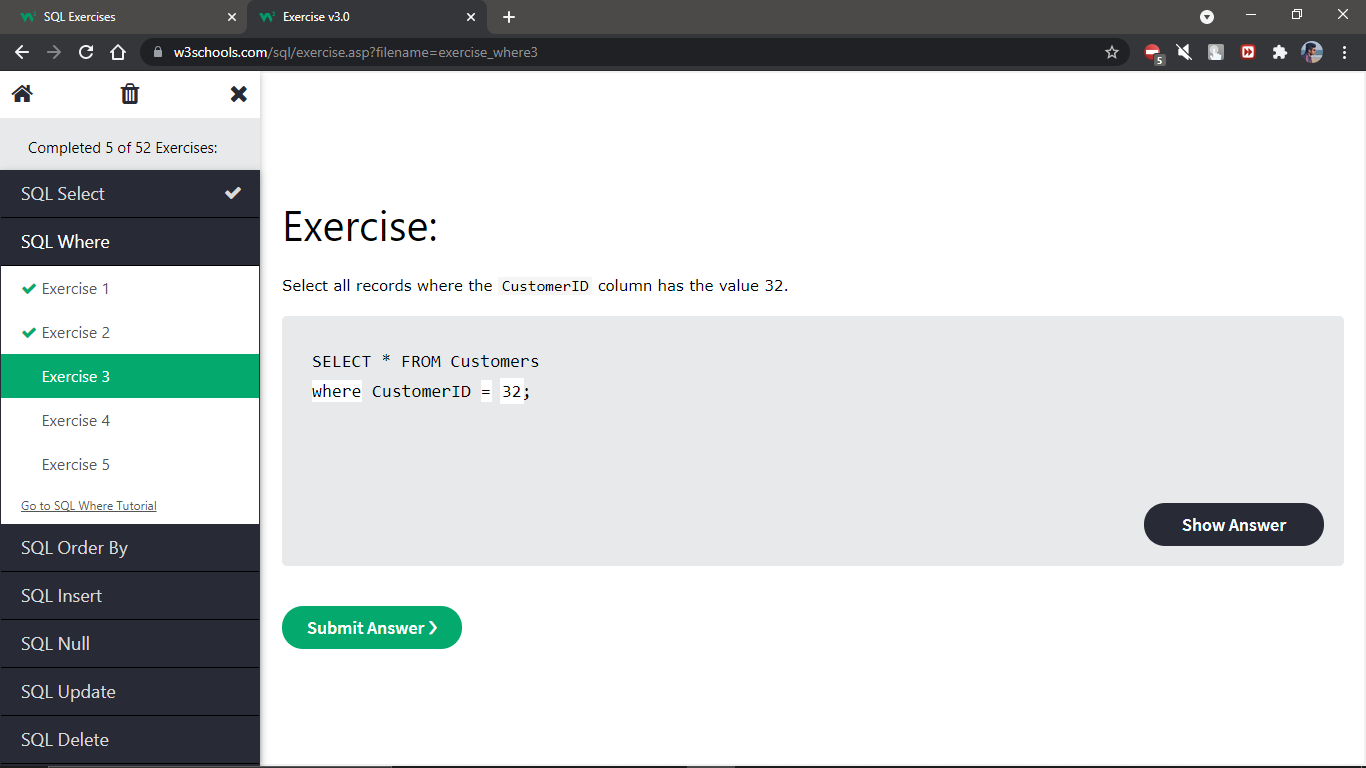 SQL Exercises
Exercise v3.0
w3schools.com/sql/exercise.asp?filename=exercise_where3
5
Completed 5 of 52 Exercises:
SQL Select
SQL Where
Exercise 1
Exercise 2
Exercise 3
Exercise 4
Exercise 5
Go to SQL Where Tutorial
SQL Order By
SQL Insert
SQL Null
SQL Update
SQL Delete
Exercise:
Select all records where the CustomerID column has the value 32.
SELECT * FROM Customers
where CustomerID = 32;
Show Answer
Submit Answer ❯